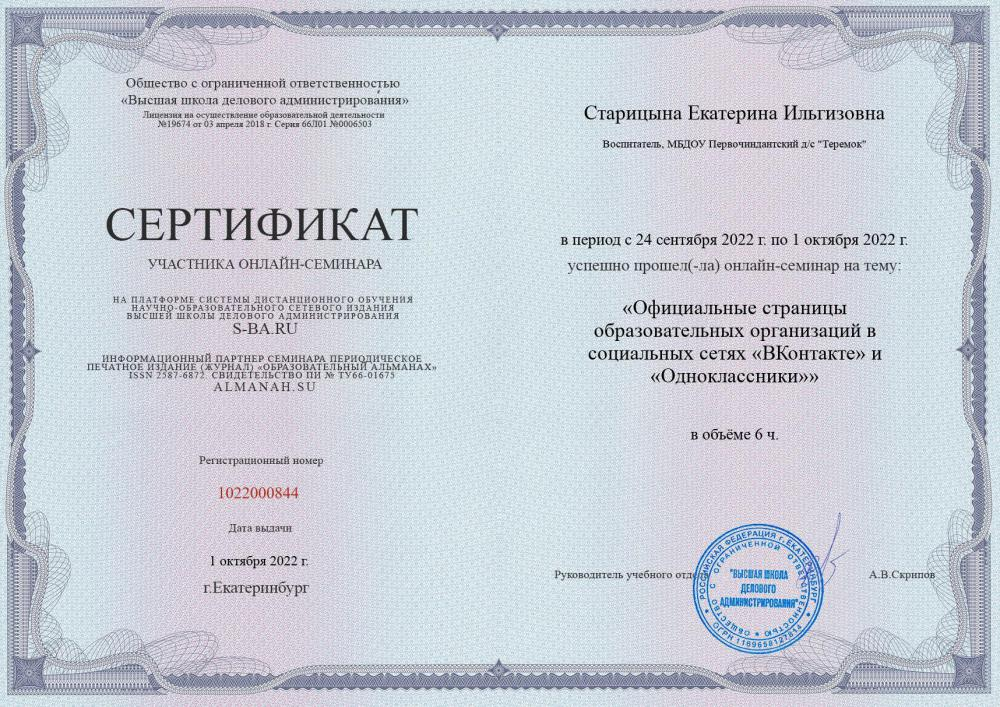 Общество с ограниченной ответственностью
«Высшая школа делового администрирования»
Лицензия на осуществление образовательной деятельности
№19674 от 03 апреля 2018 г. Серия 66Л01 №0006503
СЕРТИФИКАТ
УЧАСТНИКА ОНЛАЙН-СЕМИНАРА
НА ПЛАТФОРМЕ СИСТЕМЫ ДИСТАНЦИОННОГО ОБУЧЕНИЯ
НАУЧНО-ОБРАЗОВАТЕЛЬНОГО СЕТЕВОГО ИЗДАНИЯ
ВЫСШЕЙ ШКОЛЫ ДЕЛОВОГО АДМИНИСТРИРОВАНИЯ
S-BA.RU
ИНФОРМАЦИОННЫЙ ПАРТНЕР СЕМИНАРА ПЕРИОДИЧЕСКОЕ
ПЕЧАТНОЕ ИЗДАНИЕ (ЖУРНАЛ) «ОБРАЗОВАТЕЛЬНЫЙ АЛЬМАНАХ»
ISSN 2587-6872. СВИДЕТЕЛЬСТВО ПИ № ТУ66-01675
ALMANAH.SU
Регистрационный номер
1022000844
Дата выдачи
1 октября 2022 г.
г.Екатеринбург
Старицына Екатерина Ильгизовна
Воспитатель, МБДОУ Первочиндантский д/с "Теремок"
в период с 24 сентября 2022 г. по 1 октября 2022 г.
успешно прошел(-ла) онлайн-семинар на тему:
«Официальные страницы
образовательных организаций в
социальных сетях «ВКонтакте» и
«Одноклассники»»
в объёме 6 ч.
Руководитель учебного отде
А.В.Скрипов
РОССИЙСКАЯ ФЕДЕРАЦИЯ г. ЕКАТЕРИНБУРГ
ОБЩЕСТВО С ОГРАНИЧЕННОЙ ОТВЕТСТВЕННОСТЬЮ
"ВЫСШАЯ ШКОЛА
ДЕЛОВОГО
АДМИНИСТРИРОВАНИЯ"
ОГРН 1169658127814